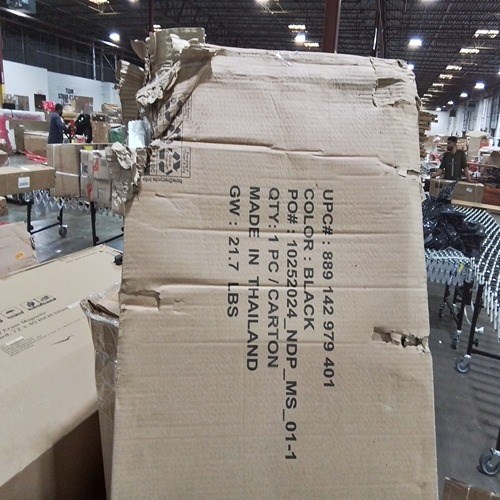 UPC# : 889 142 979 401
COLOR : BLACK
PO# : 10252024_NDP_MS_01-1
QTY : 1 PC / CARTON
MADE IN THAILAND
GW : 21.7 LBS